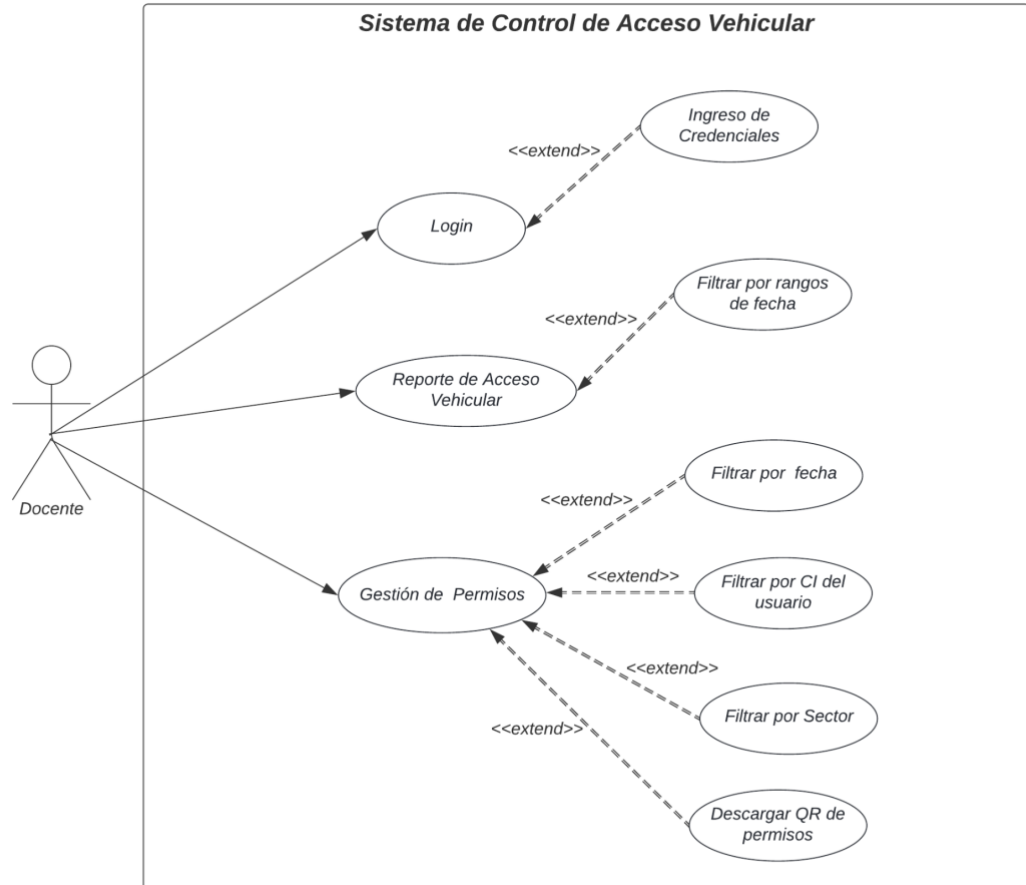 Sistema de Control de Acceso Vehicular
Ingreso de
Credenciales
<<extend>>
Login
Filtrar por rangos
de fecha
<<extend>>
Reporte de Acceso
Vehicular
Docente
Filtrar por fecha
<<extend>>
Gestión de Permisos
<<extend>>
Filtrar por CI del
usuario
<<extend>>
Filtrar por Sector
<<extend>>
Descargar QR de
permisos